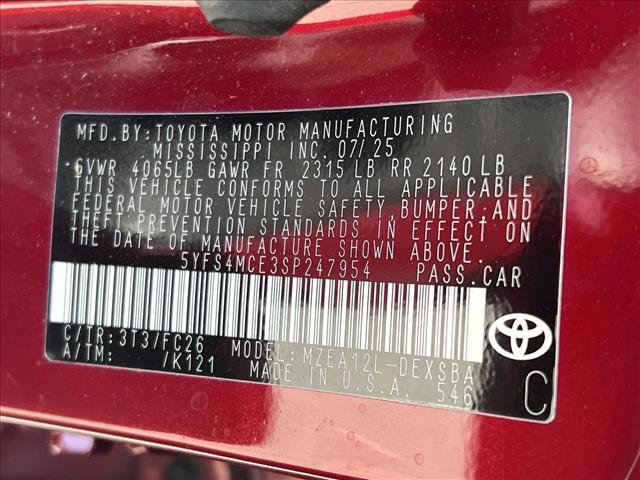 MFD.BY:TOYOTA MOTOR MANUFACTURING
MISSISSIPPI INC. 07/25
GVWR 4065LB GAWR FR 2315 LB RR 2140 LB
THIS VEHICLE CONFORMS TO ALL APPLICABLE
FEDERAL MOTOR VEHICLE SAFETY, BUMPER, AND
THEFT PREVENTION STANDARDS IN EFFECT ON
THE DATE OF MANUFACTURE SHOWN ABOVE.
5YFS4MCE3SP247954 PASS.CAR
C/TR: 3T3/FC26 MODEL: MZEA12L-DEXSBA
A/TM: /K121 MADE IN U.S.A. 546
C